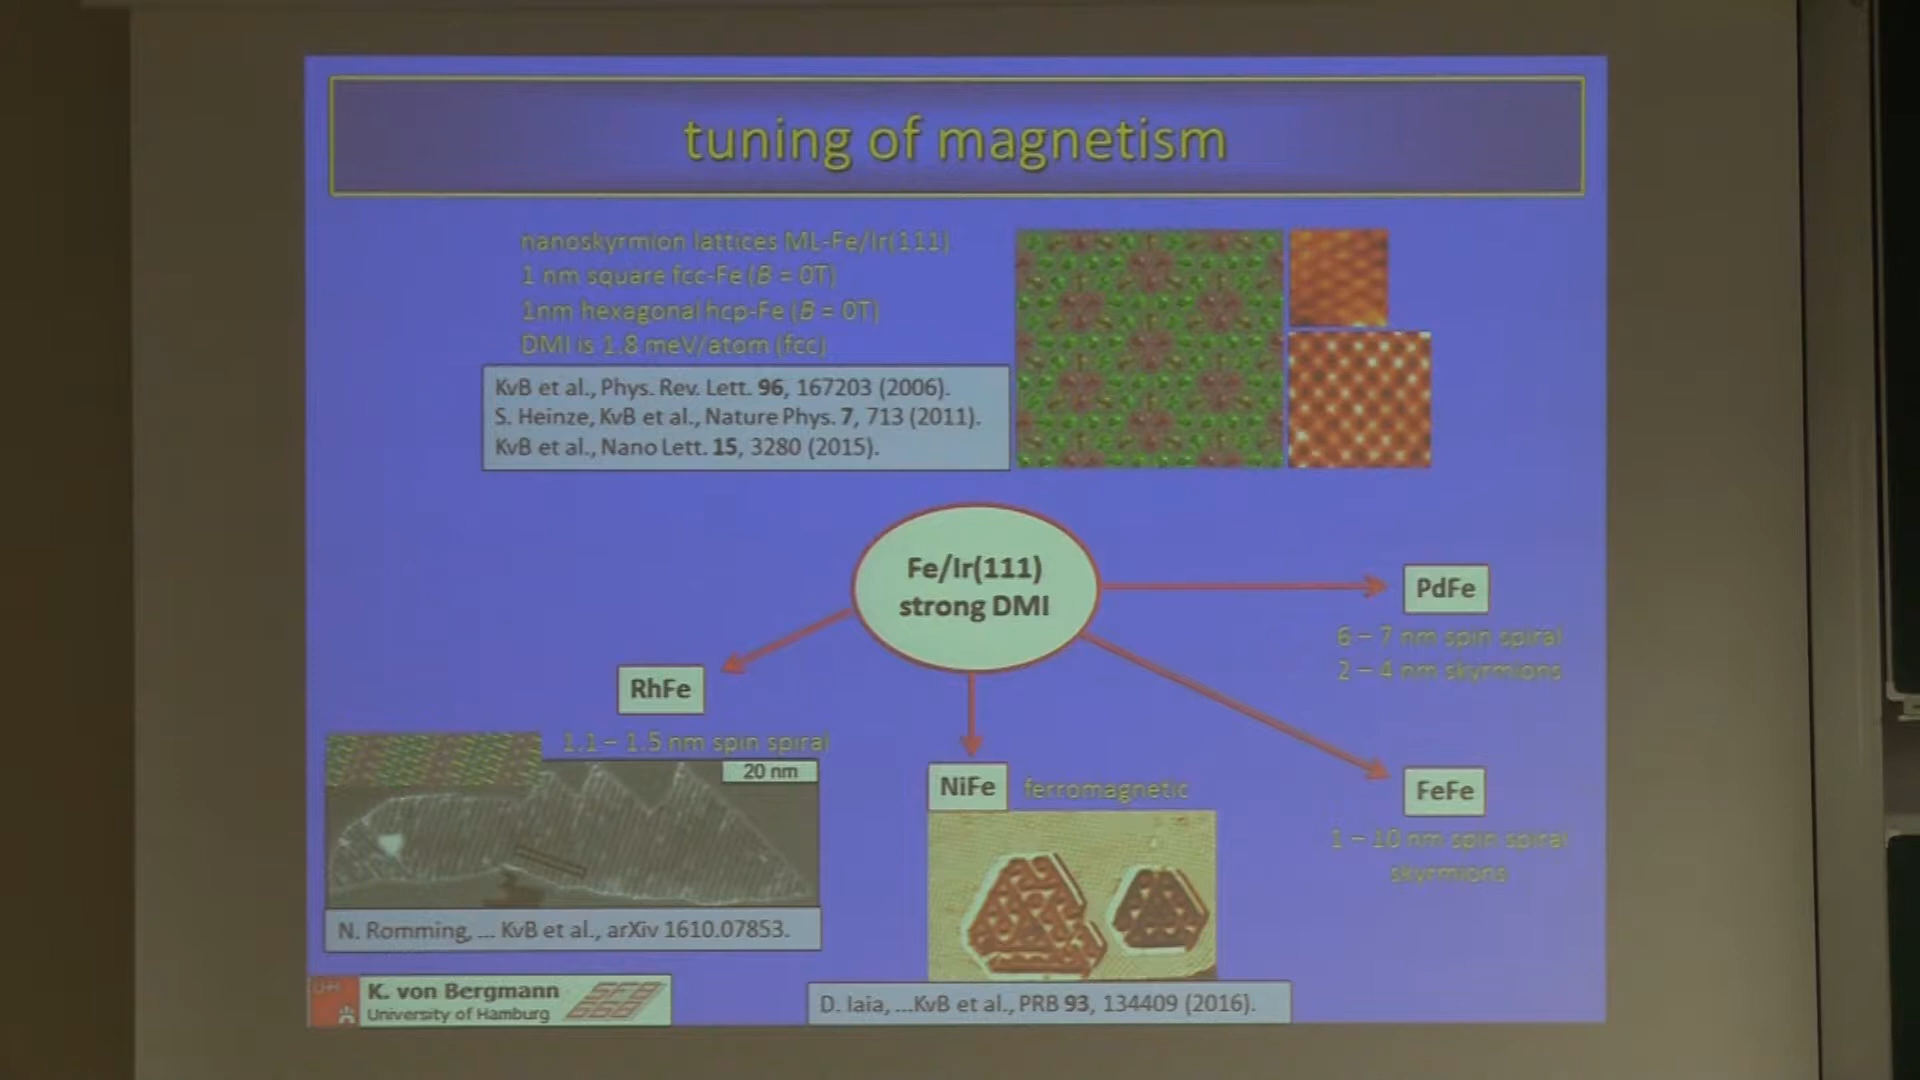 tuning of magnetism
nanoskyrmion lattices ML-Fe/Ir(111)
1 nm square fcc-Fe (B = 0T)
1nm hexagonal hcp-Fe (B = 0T)
DMI is 1.8 meV/atom (fcc)
KvB et al., Phys. Rev. Lett. 96, 167203 (2006).
S. Heinze, KvB et al., Nature Phys. 7, 713 (2011).
KvB et al., Nano Lett. 15, 3280 (2015).
Fe/Ir(111)
strong DMI
PdFe
6 – 7 nm spin spiral
2 – 4 nm skyrmions
RhFe
1.1 – 1.5 nm spin spiral
20 nm
NiFe ferromagnetic
FeFe
1 – 10 nm spin spiral
skyrmions
N. Romming, ... KvB et al., arXiv 1610.07853.
K. von Bergmann
University of Hamburg
SFB
668
D. Iaia, ...KvB et al., PRB 93, 134409 (2016).